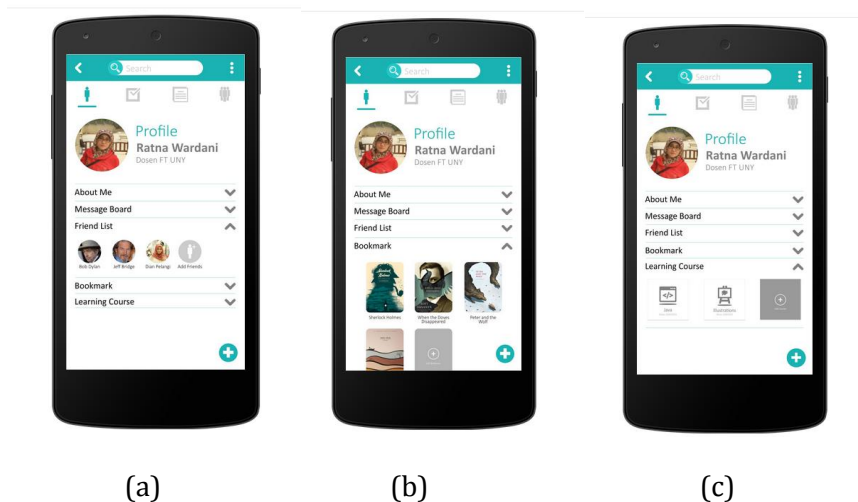 Search
Profile
Ratna Wardani
Dosen FT UNY
About Me
Message Board
Friend List
Bob Dylan
Jeff Bridge
Dian Pelangi
Add Friends
Bookmark
Learning Course
(a)
Search
Profile
Ratna Wardani
Dosen FT UNY
About Me
Message Board
Friend List
Bookmark
Sherlock Holmes
When the Doves
Disappeared
Peter and the
Wolf
(b)
Search
Profile
Ratna Wardani
Dosen FT UNY
About Me
Message Board
Friend List
Bookmark
Learning Course
Illustrations
(c)